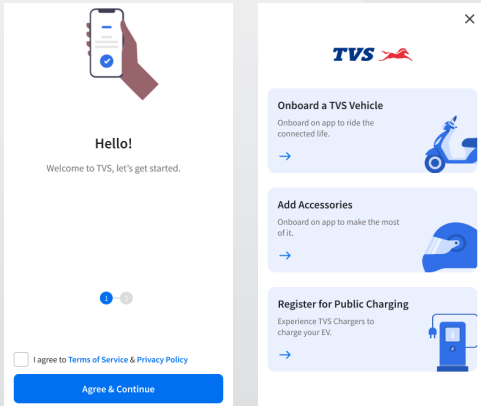 Hello!
Welcome to TVS, let's get started.
1
2
I agree to Terms of Service & Privacy Policy
Agree & Continue
TVS
Onboard a TVS Vehicle
Onboard on app to ride the
connected life.
Add Accessories
Onboard on app to make the most
of it.
Register for Public Charging
Experience TVS Chargers to
charge your EV.